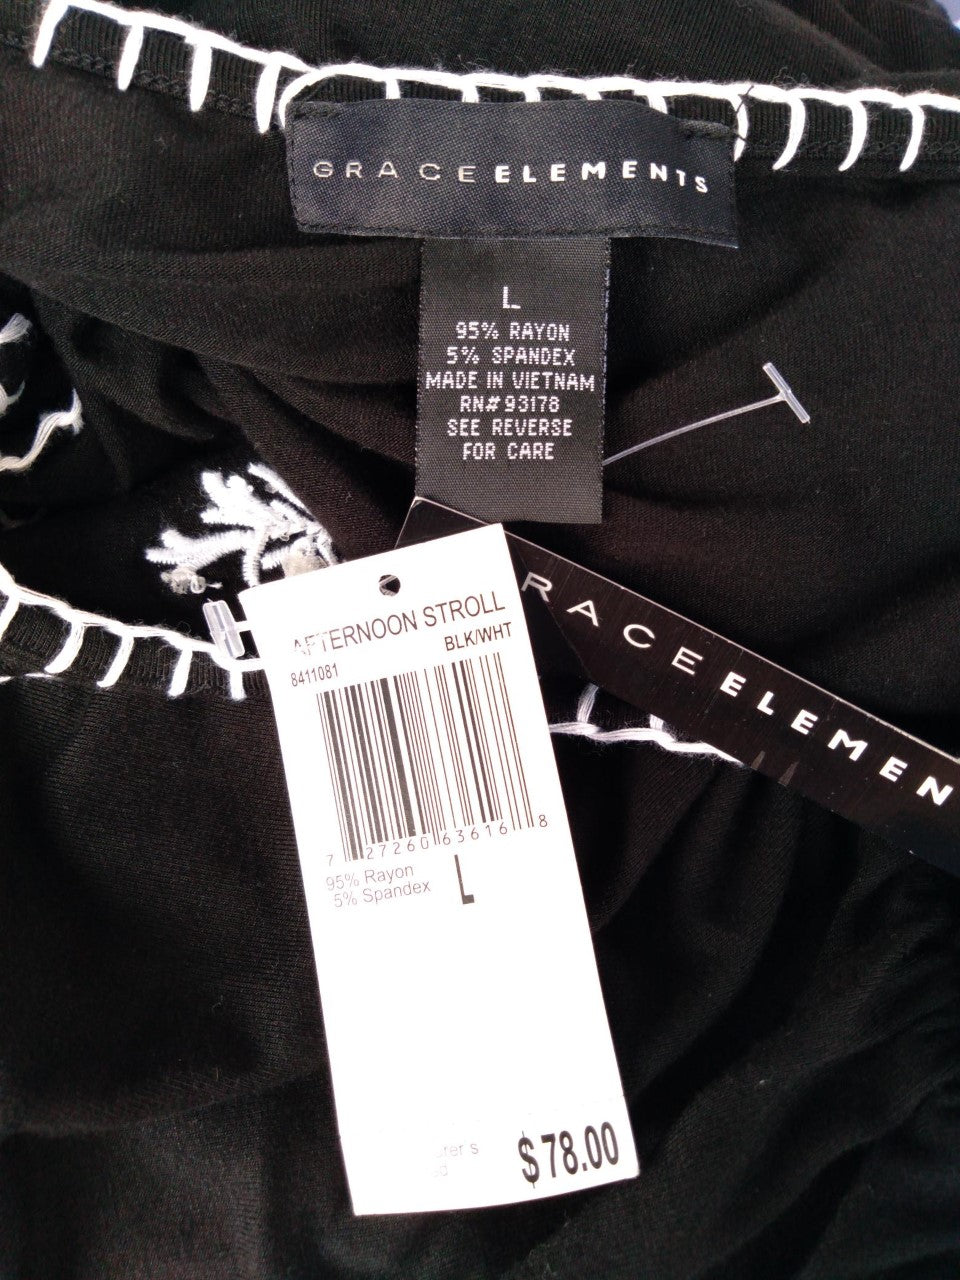 GRACEELEMENTS
L
95% RAYON
5% SPANDEX
MADE IN VIETNAM
RN# 93178
SEE REVERSE
FOR CARE
GRACEELEMEN
AFTERNOON STROLL
BLK/WHT
8411081
7 27260 63616 8
95% Rayon
5% Spandex
L
$78.00